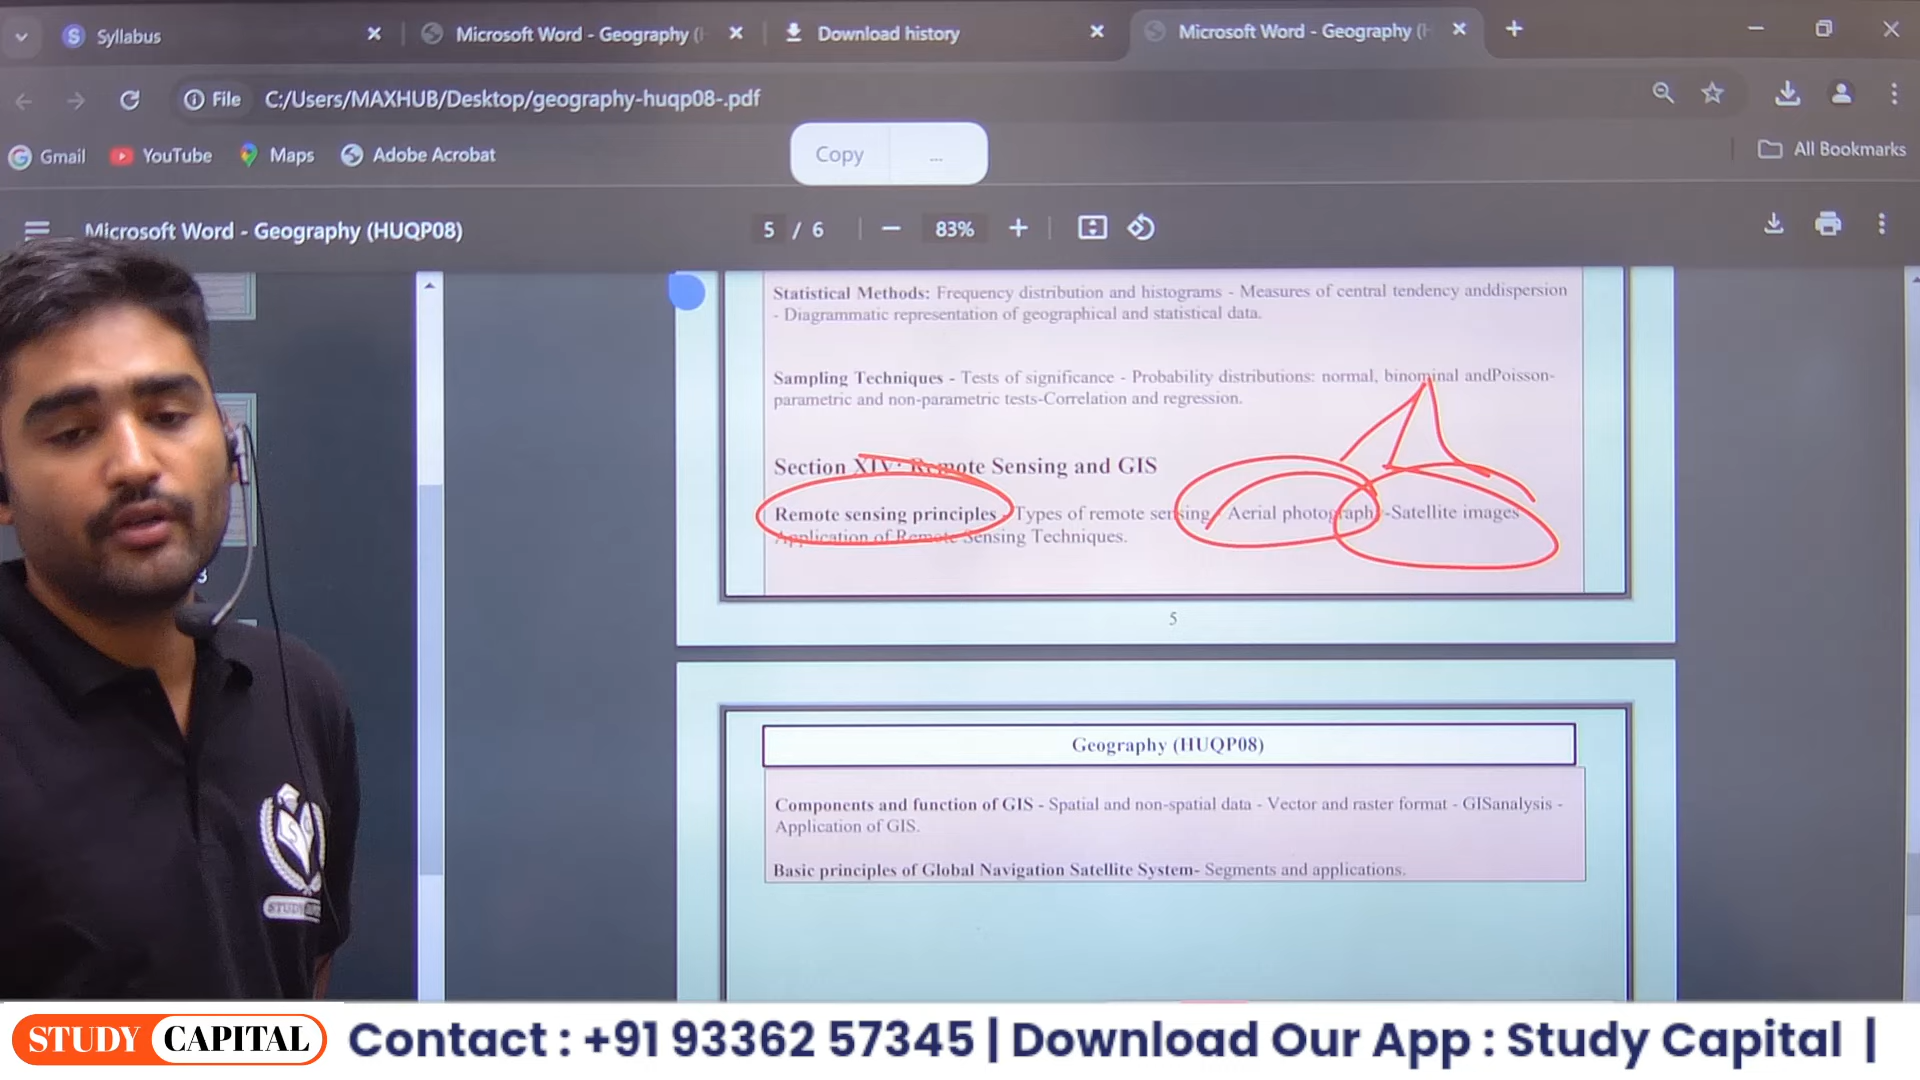 Syllabus
Microsoft Word - Geography (
Download history
Microsoft Word - Geography (
File C:/Users/MAXHUB/Desktop/geography-huqp08-.pdf
Gmail YouTube Maps Adobe Acrobat
Copy ...
All Bookmarks
Microsoft Word - Geography (HUQP08)
5 / 6
83%
Statistical Methods: Frequency distribution and histograms - Measures of central tendency anddispersion
- Diagrammatic representation of geographical and statistical data.
Sampling Techniques - Tests of significance - Probability distributions: normal, binominal andPoisson-
parametric and non-parametric tests-Correlation and regression.
Section XIV: Remote Sensing and GIS
Remote sensing principles - Types of remote sensing - Aerial photograph -Satellite images
Application of Remote Sensing Techniques.
5
Geography (HUQP08)
Components and function of GIS - Spatial and non-spatial data - Vector and raster format - GISanalysis -
Application of GIS.
Basic principles of Global Navigation Satellite System- Segments and applications.
3
STUDY CAPITAL
Contact : +91 93362 57345 | Download Our App : Study Capital |